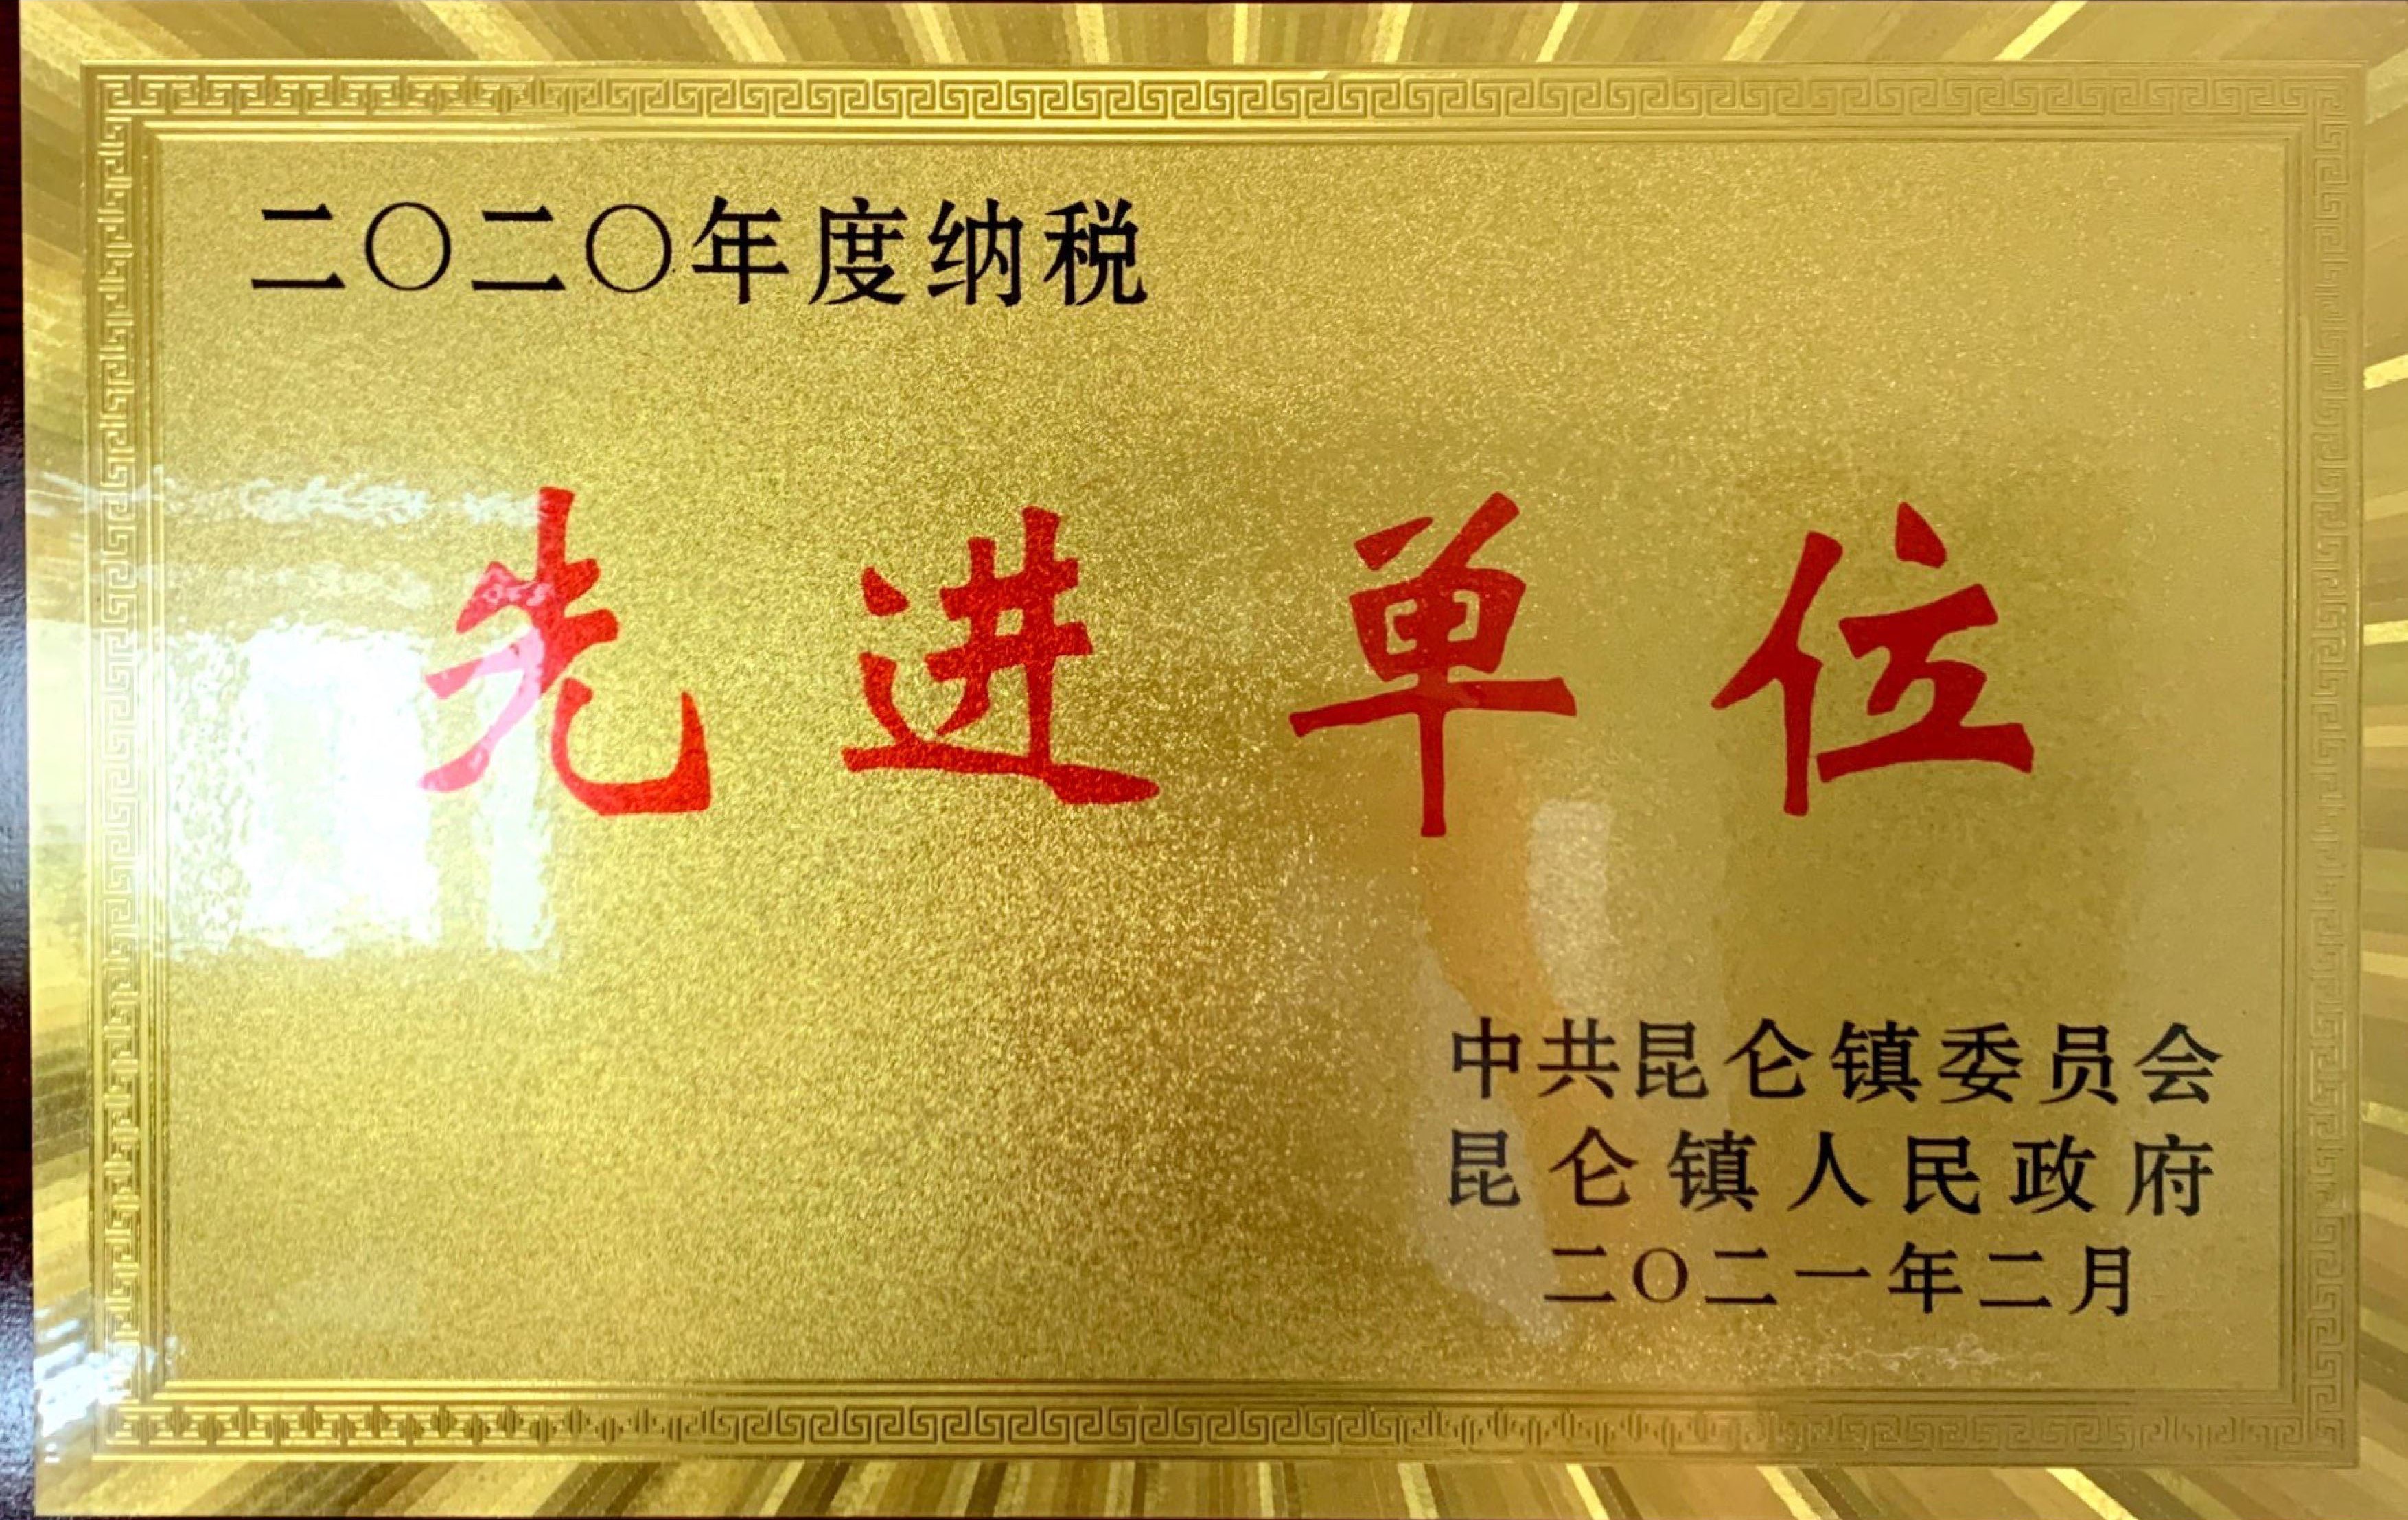 二〇二〇年度纳税
先进单位
中共昆仑镇委员会
昆仑镇人民政府
二〇二一年二月